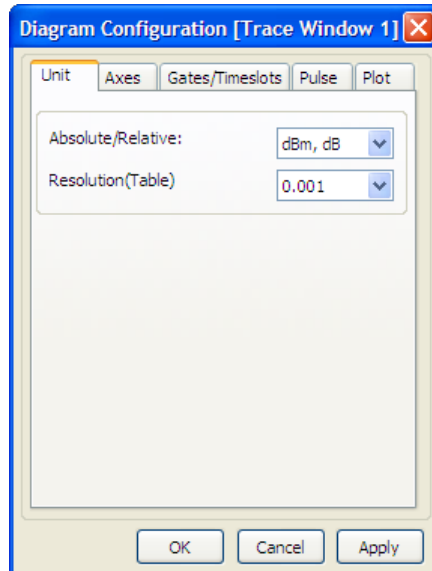 Diagram Configuration [Trace Window 1]
Unit Axes Gates/Timeslots Pulse Plot
Absolute/Relative: dBm, dB
Resolution(Table) 0.001
OK Cancel Apply